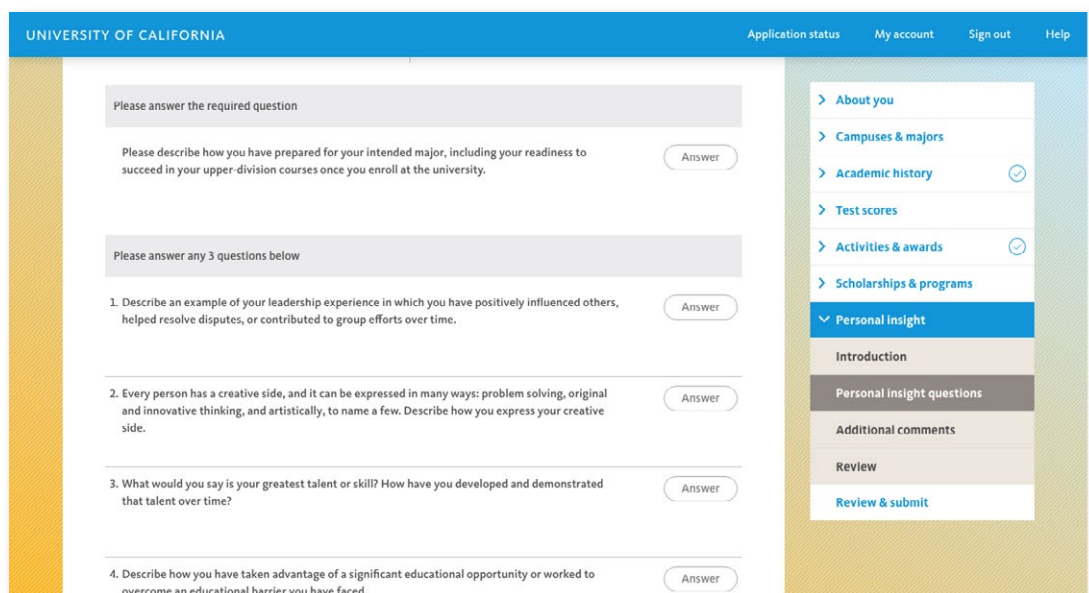 UNIVERSITY OF CALIFORNIA
Application status
My account
Sign out
Help
Please answer the required question
Please describe how you have prepared for your intended major, including your readiness to
succeed in your upper-division courses once you enroll at the university.
Answer
Please answer any 3 questions below
1. Describe an example of your leadership experience in which you have positively influenced others,
helped resolve disputes, or contributed to group efforts over time.
Answer
2. Every person has a creative side, and it can be expressed in many ways: problem solving, original
and innovative thinking, and artistically, to name a few. Describe how you express your creative
side.
Answer
3. What would you say is your greatest talent or skill? How have you developed and demonstrated
that talent over time?
Answer
4. Describe how you have taken advantage of a significant educational opportunity or worked to
overcome an educational barrier you have faced.
Answer
About you
Campuses & majors
Academic history
Test scores
Activities & awards
Scholarships & programs
Personal insight
Introduction
Personal insight questions
Additional comments
Review
Review & submit